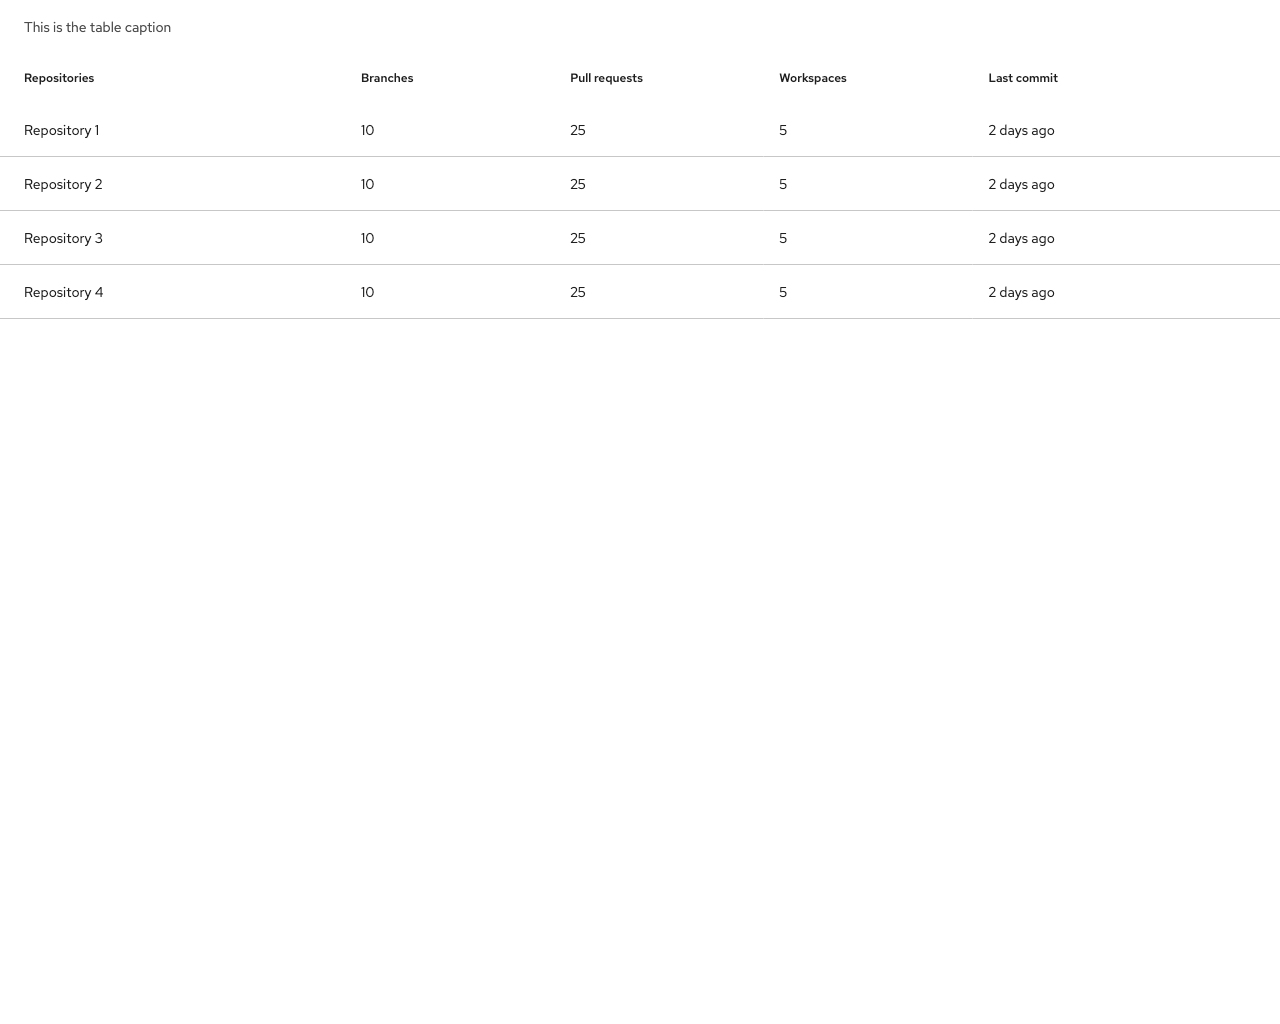 This is the table caption
Repositories Branches Pull requests Workspaces Last commit
Repository 1 10 25 5 2 days ago
Repository 2 10 25 5 2 days ago
Repository 3 10 25 5 2 days ago
Repository 4 10 25 5 2 days ago